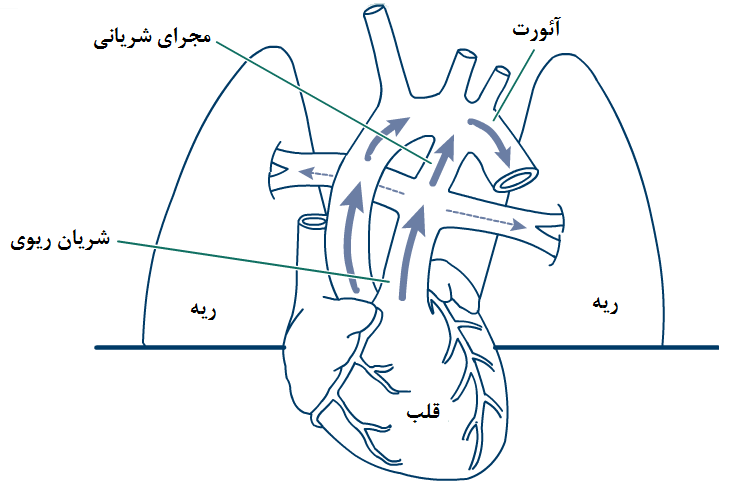 آئورت
مجرای شریانی
شریان ریوی
ریه
ریه
قلب